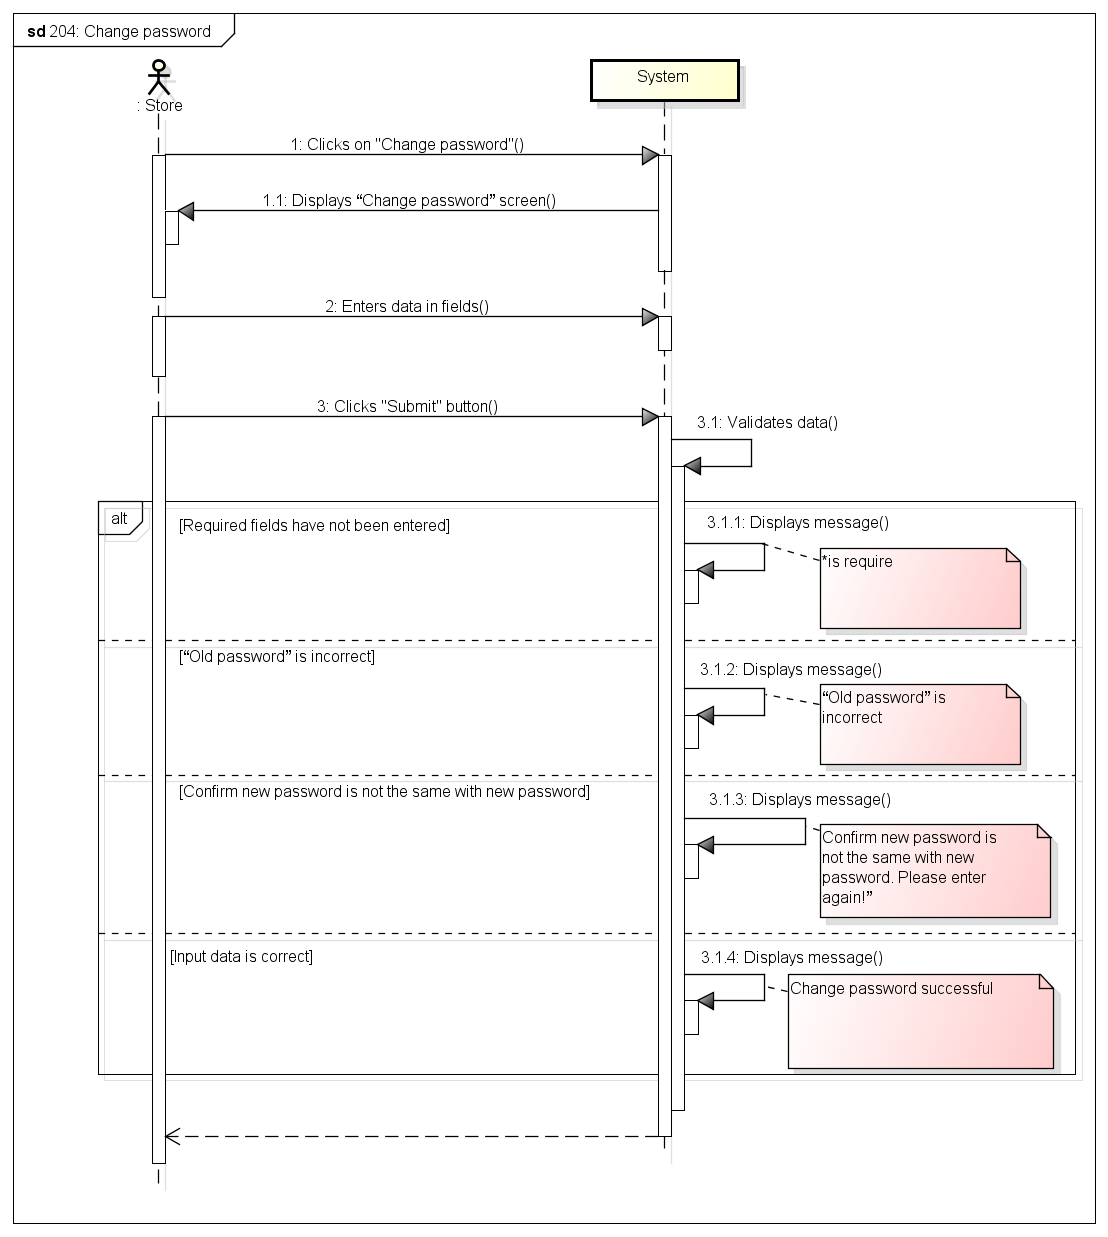 sd 204: Change password
: Store
System
1: Clicks on "Change password"()
1.1: Displays “Change password” screen()
2: Enters data in fields()
3: Clicks "Submit" button()
3.1: Validates data()
alt
[Required fields have not been entered]
3.1.1: Displays message()
*is require
[“Old password” is incorrect]
3.1.2: Displays message()
“Old password” is
incorrect
[Confirm new password is not the same with new password]
3.1.3: Displays message()
Confirm new password is
not the same with new
password. Please enter
again!”
[Input data is correct]
3.1.4: Displays message()
Change password successful